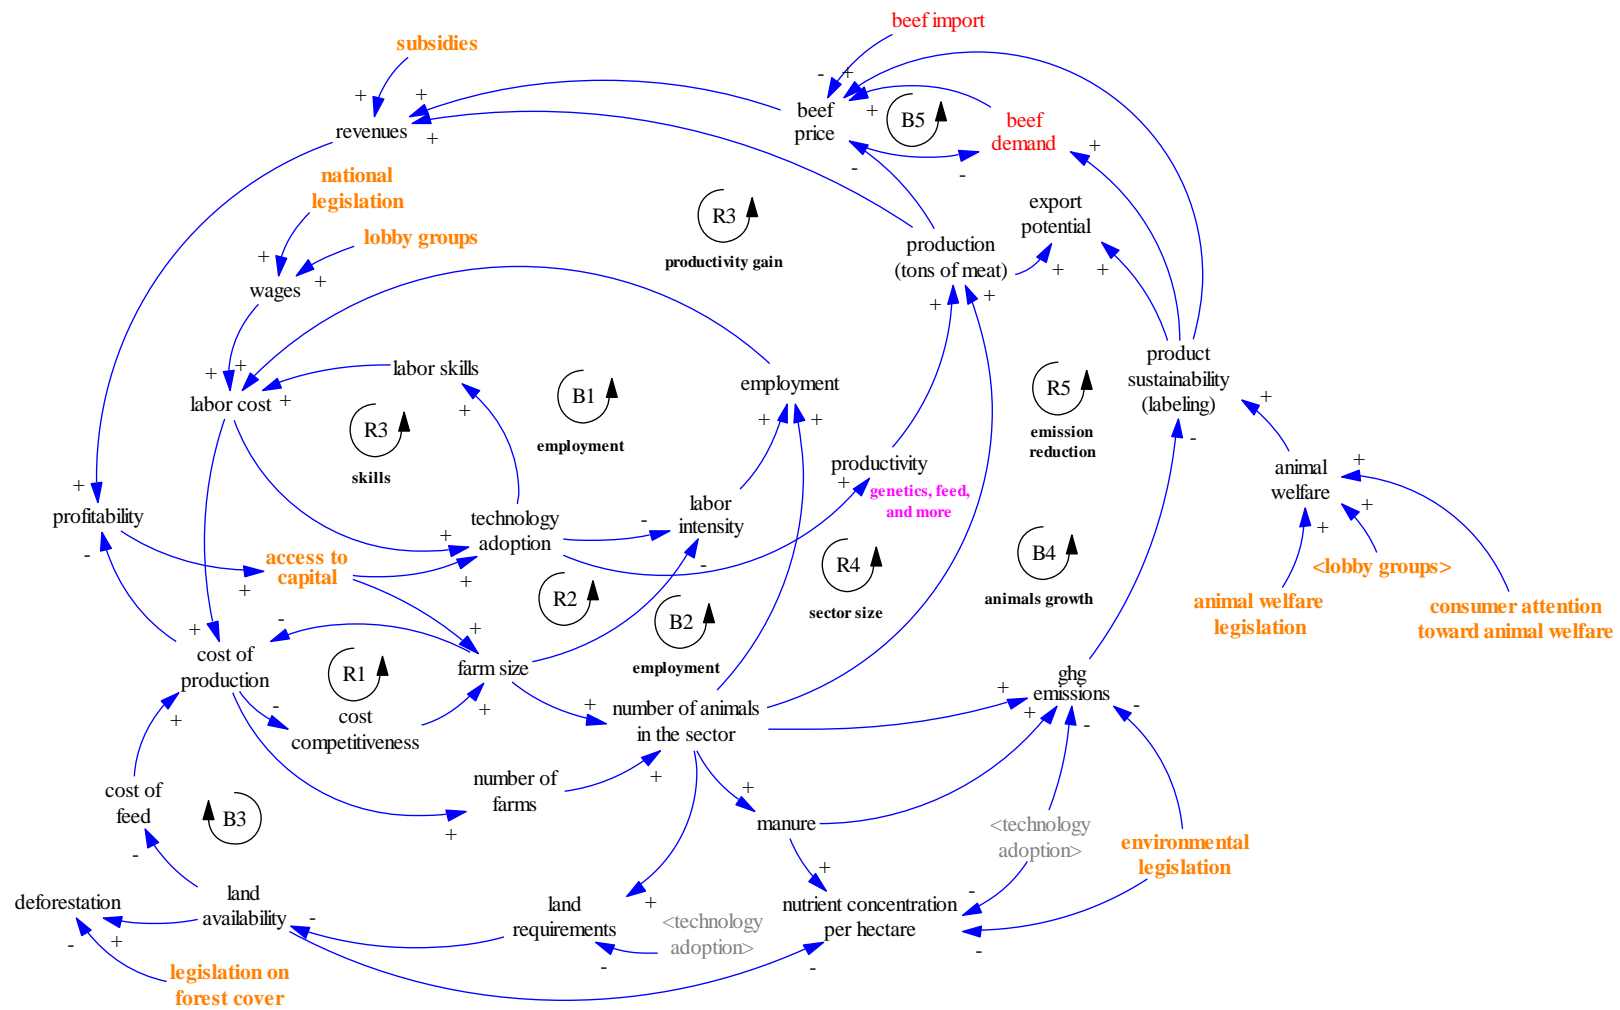 beef import
subsidies
-
+
+
+
beef
price
+
B5
beef
demand
revenues
+
+
-
-
national
legislation
R3
productivity gain
export
potential
lobby groups
production
(tons of meat)
+
+
+
+
wages
+
+
product
sustainability
(labeling)
labor skills
employment
+
+
labor cost
+
+
B1
employment
R5
emission
reduction
+
-
R3
skills
+
+
productivity
+
genetics, feed,
and more
animal
welfare
+
+
+
+
profitability
-
technology
adoption
+
-
labor
intensity
-
access to
capital
+
+
R2
R4
sector size
B4
animals growth
<lobby groups>
animal welfare
legislation
consumer attention
toward animal welfare
-
+
+
B2
employment
cost of
production
R1
farm size
ghg
emissions
-
cost
competitiveness
+
+
number of animals
in the sector
+
+
-
-
+
number of
farms
+
cost of
feed
B3
+
+
manure
<technology
adoption>
environmental
legislation
-
+
deforestation
land
availability
-
land
requirements
+
<technology
adoption>
nutrient concentration
per hectare
-
-
-
+
-
-
legislation on
forest cover